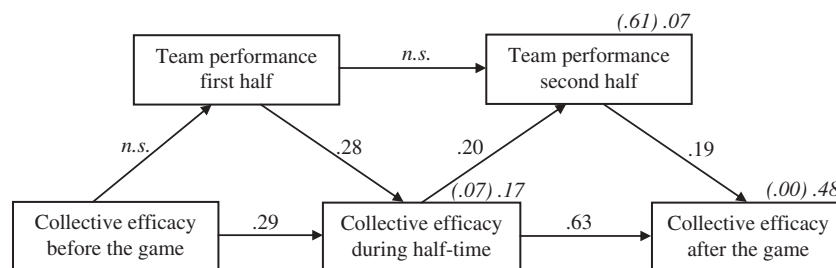 (.61) .07
Team performance
first half
n.s.
Team performance
second half
n.s.
.28
.20
.19
(.07) .17
(.00) .48
Collective efficacy
before the game
.29
Collective efficacy
during half-time
.63
Collective efficacy
after the game